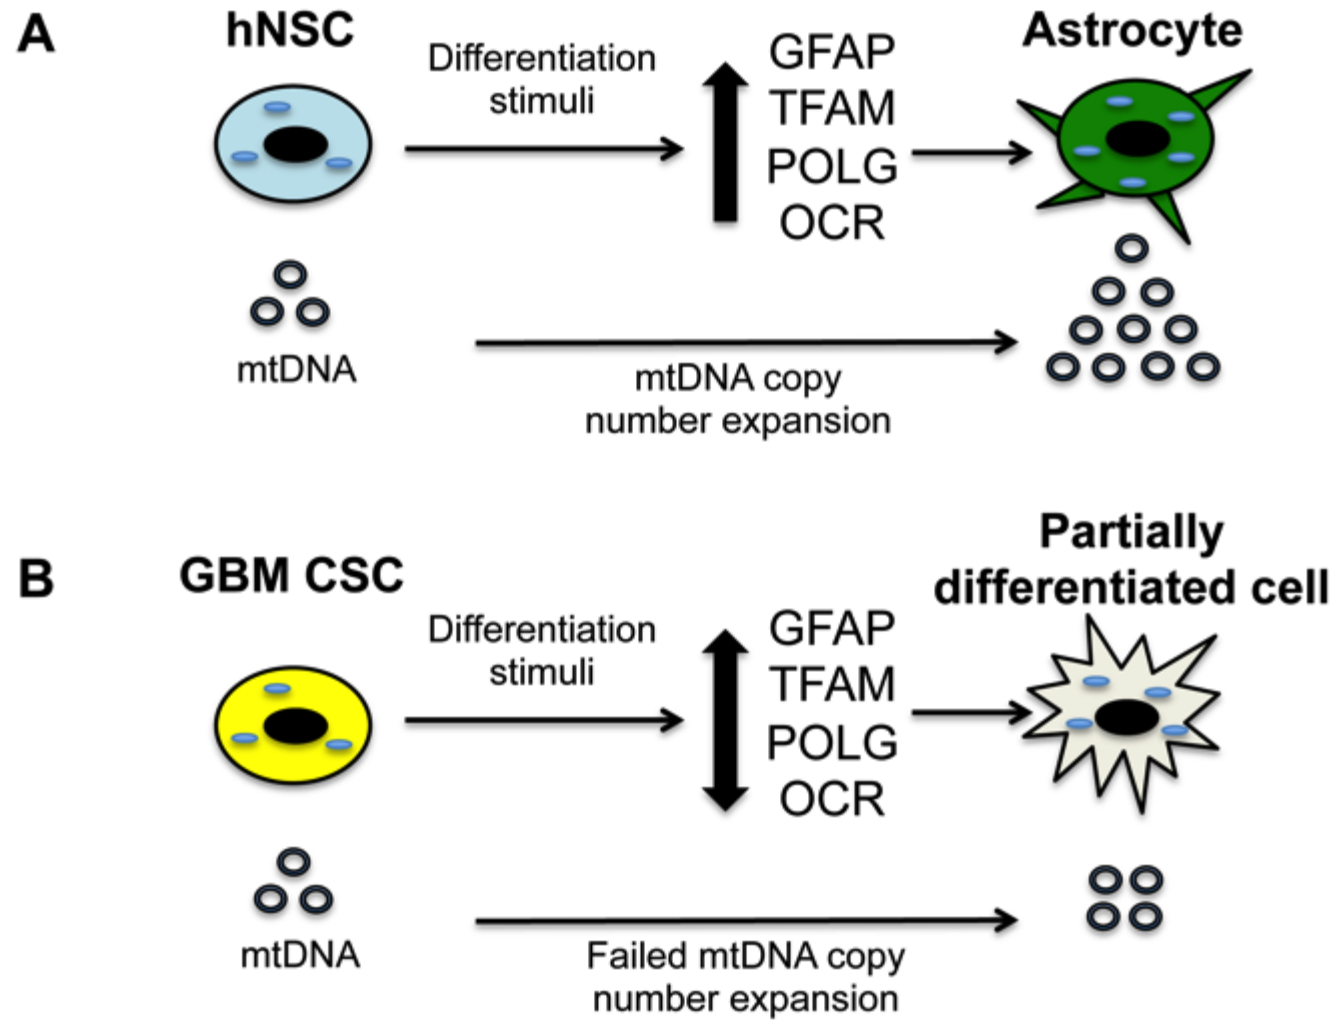 A
hNSC
Differentiation
stimuli
GFAP
TFAM
POLG
OCR
Astrocyte
mtDNA
mtDNA copy
number expansion
B
GBM CSC
Differentiation
stimuli
GFAP
TFAM
POLG
OCR
Partially
differentiated cell
mtDNA
Failed mtDNA copy
number expansion